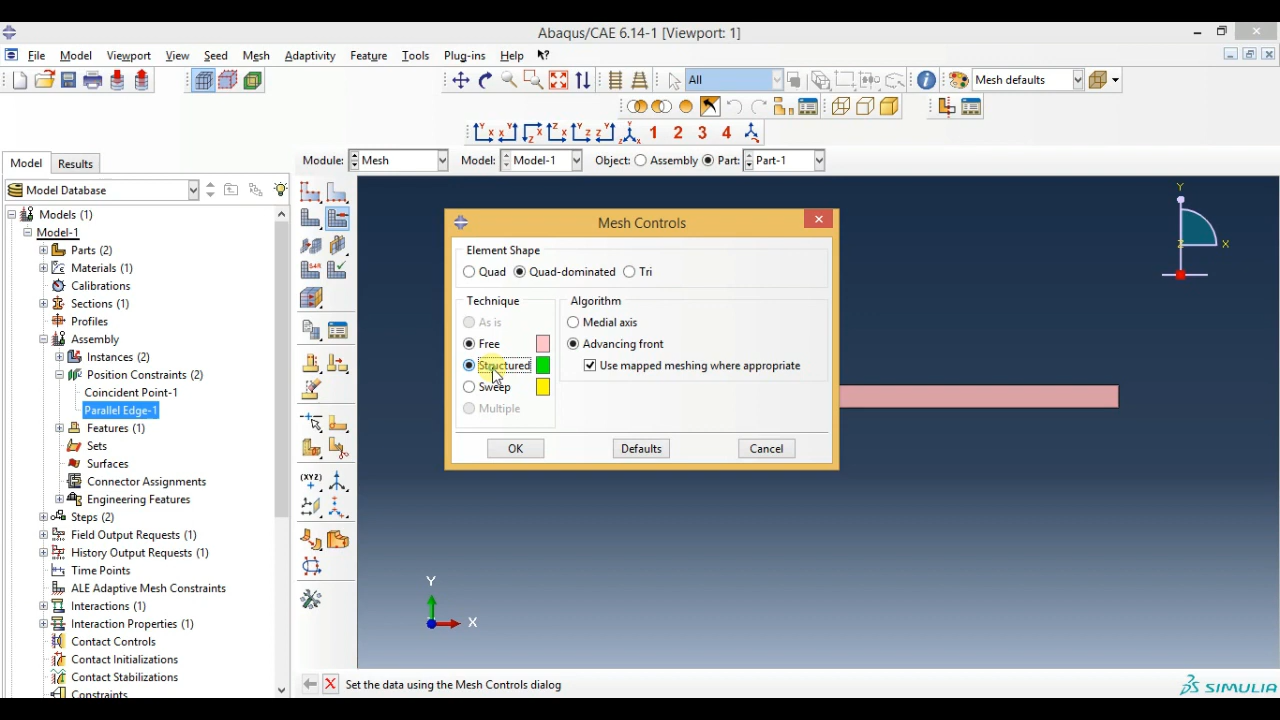 Abaqus/CAE 6.14-1 [Viewport: 1]
File Model Viewport View Seed Mesh Adaptivity Feature Tools Plug-ins Help
All
Mesh defaults
1 2 3 4
Model Results
Module: Mesh Model: Model-1 Object: Assembly Part: Part-1
Model Database
Models (1)
Model-1
Parts (2)
Materials (1)
Calibrations
Sections (1)
Profiles
Assembly
Instances (2)
Position Constraints (2)
Coincident Point-1
Parallel Edge-1
Features (1)
Sets
Surfaces
Connector Assignments
Engineering Features
Steps (2)
Field Output Requests (1)
History Output Requests (1)
Time Points
ALE Adaptive Mesh Constraints
Interactions (1)
Interaction Properties (1)
Contact Controls
Contact Initializations
Contact Stabilizations
Constraints
Mesh Controls
Element Shape
Quad Quad-dominated Tri
Technique
As is
Free
Structured
Sweep
Multiple
Algorithm
Medial axis
Advancing front
Use mapped meshing where appropriate
OK Defaults Cancel
Y
Z
X
Y
X
Set the data using the Mesh Controls dialog
SIMULIA